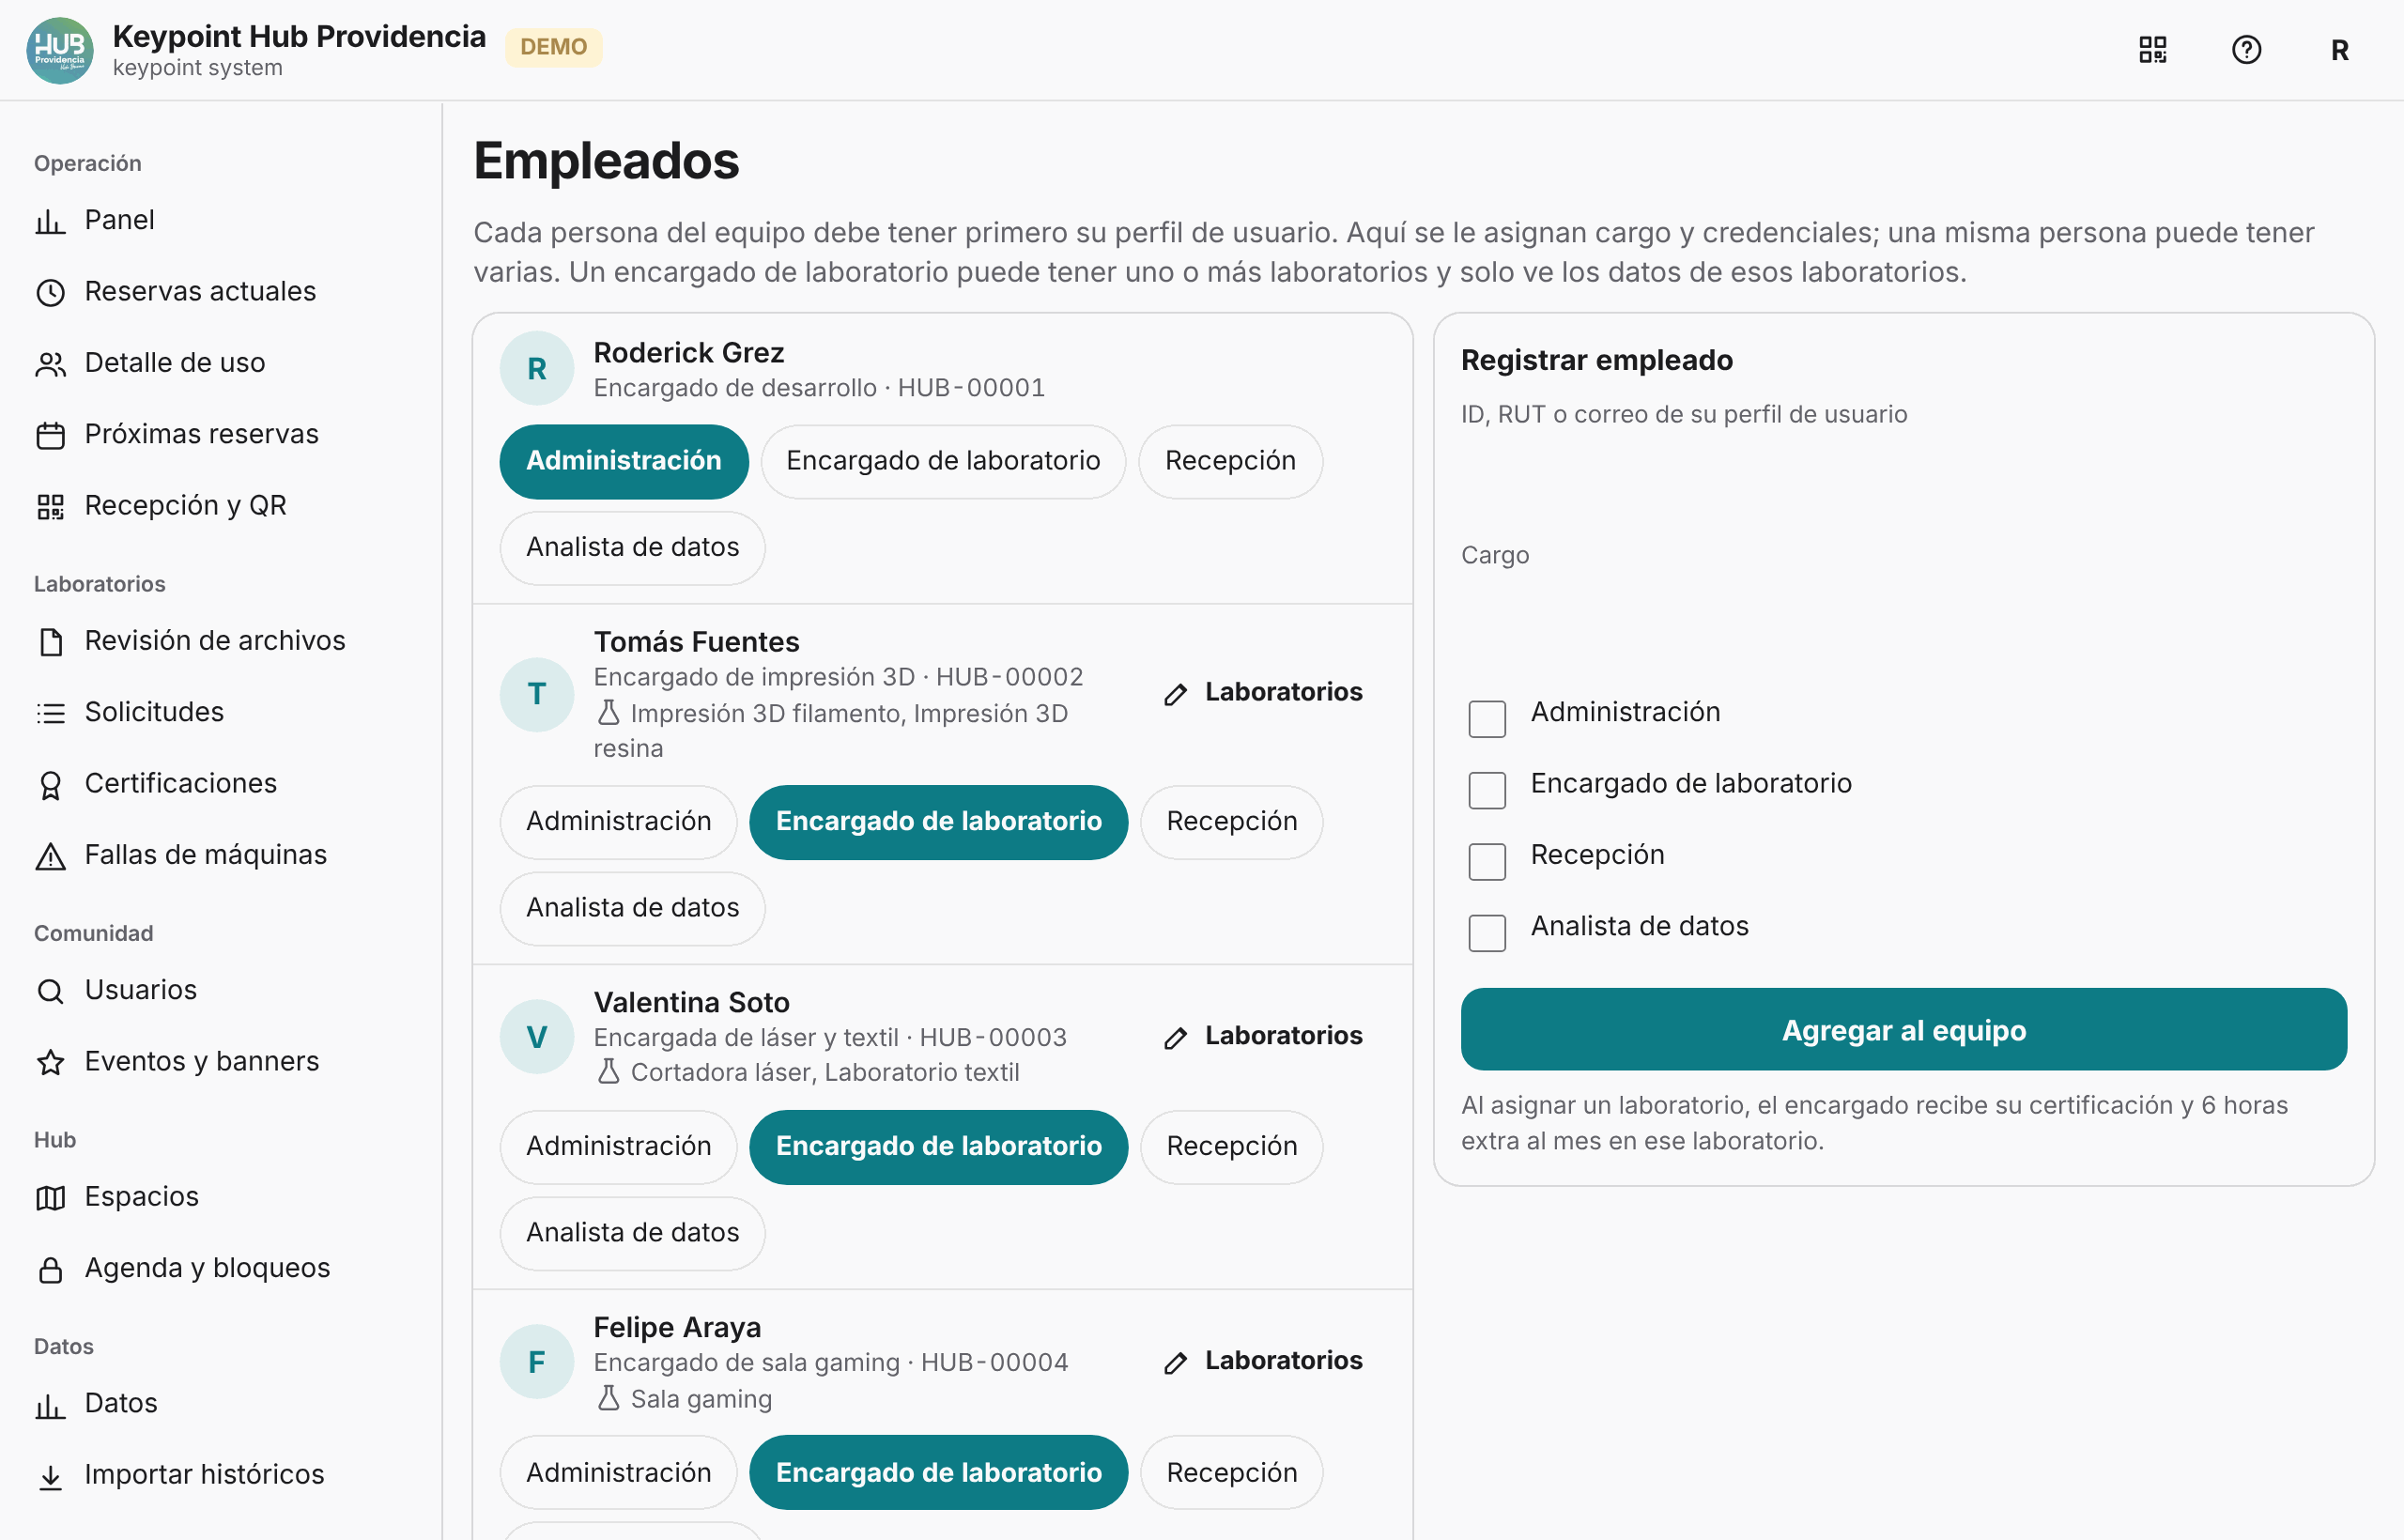 HUB
Providencia
Keypoint Hub Providencia
keypoint system
DEMO
R
Operación
Panel
Reservas actuales
Detalle de uso
Próximas reservas
Recepción y QR
Laboratorios
Revisión de archivos
Solicitudes
Certificaciones
Fallas de máquinas
Comunidad
Usuarios
Eventos y banners
Hub
Espacios
Agenda y bloqueos
Datos
Datos
Importar históricos
Empleados
Cada persona del equipo debe tener primero su perfil de usuario. Aquí se le asignan cargo y credenciales; una misma persona puede tener
varias. Un encargado de laboratorio puede tener uno o más laboratorios y solo ve los datos de esos laboratorios.
R
Roderick Grez
Encargado de desarrollo · HUB-00001
Administración
Encargado de laboratorio
Recepción
Analista de datos
T
Tomás Fuentes
Encargado de impresión 3D · HUB-00002
Impresión 3D filamento, Impresión 3D
resina
Laboratorios
Administración
Encargado de laboratorio
Recepción
Analista de datos
V
Valentina Soto
Encargada de láser y textil · HUB-00003
Cortadora láser, Laboratorio textil
Laboratorios
Administración
Encargado de laboratorio
Recepción
Analista de datos
F
Felipe Araya
Encargado de sala gaming · HUB-00004
Sala gaming
Laboratorios
Administración
Encargado de laboratorio
Recepción
Registrar empleado
ID, RUT o correo de su perfil de usuario
Cargo
Administración
Encargado de laboratorio
Recepción
Analista de datos
Agregar al equipo
Al asignar un laboratorio, el encargado recibe su certificación y 6 horas
extra al mes en ese laboratorio.